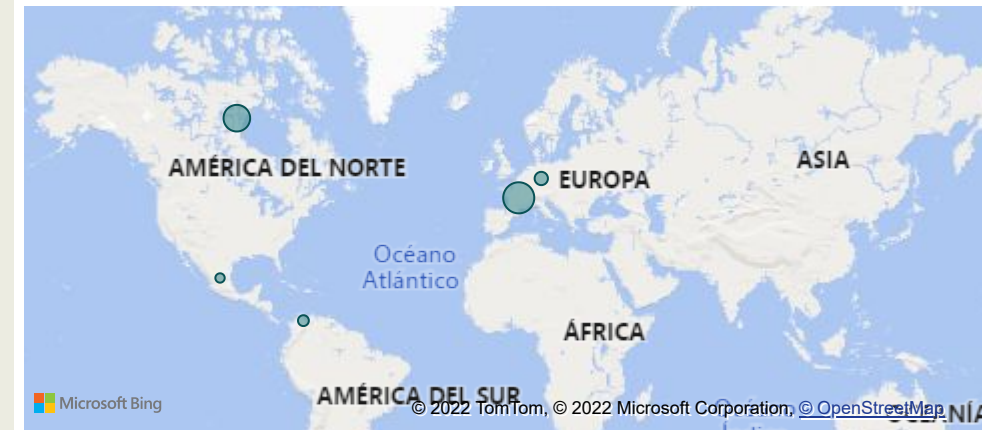 ASIA
AMÉRICA DEL NORTE
EUROPA
Océano
Atlántico
ÁFRICA
AMÉRICA DEL SUR
Microsoft Bing
© 2022 TomTom, © 2022 Microsoft Corporation, © OpenStreetMap